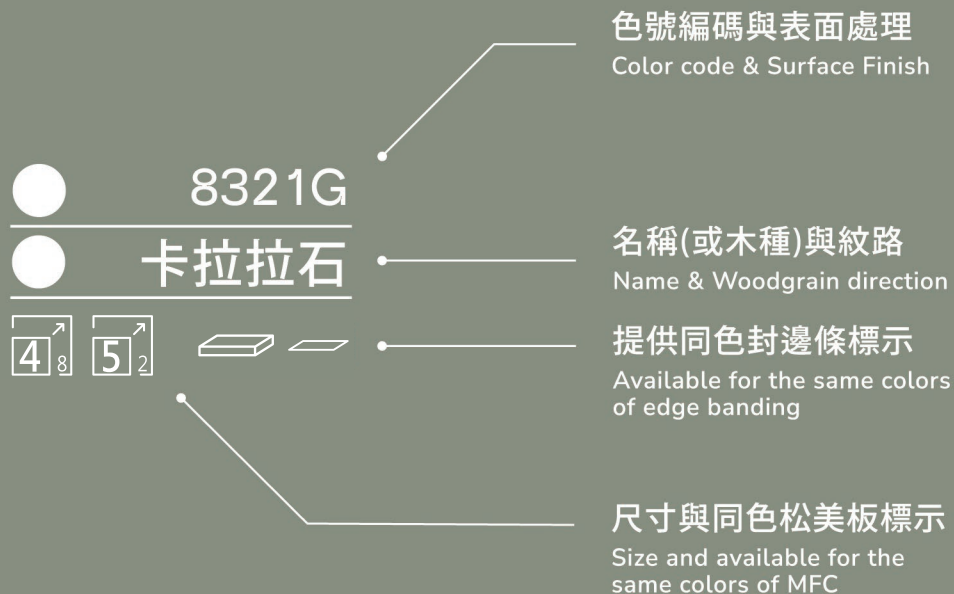 色號編碼與表面處理
Color code & Surface Finish
8321G
卡拉拉石
名稱(或木種)與紋路
Name & Woodgrain direction
4 8 5 2
提供同色封邊條標示
Available for the same colors
of edge banding
尺寸與同色松美板標示
Size and available for the
same colors of MFC